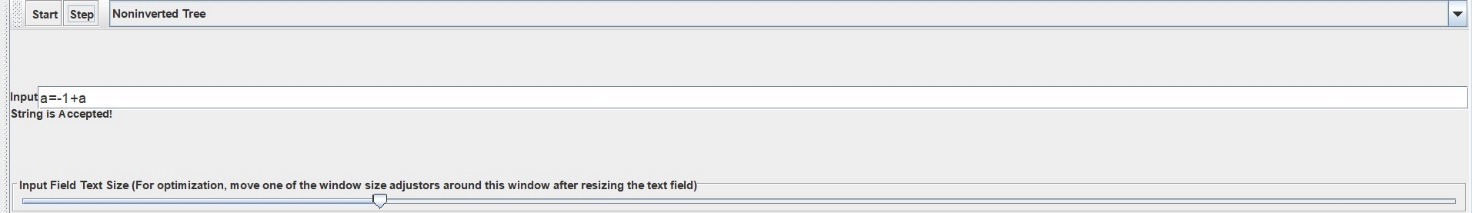 Start Step Noninverted Tree
Input a=-1+a
String is Accepted!
Input Field Text Size (For optimization, move one of the window size adjustors around this window after resizing the text field)